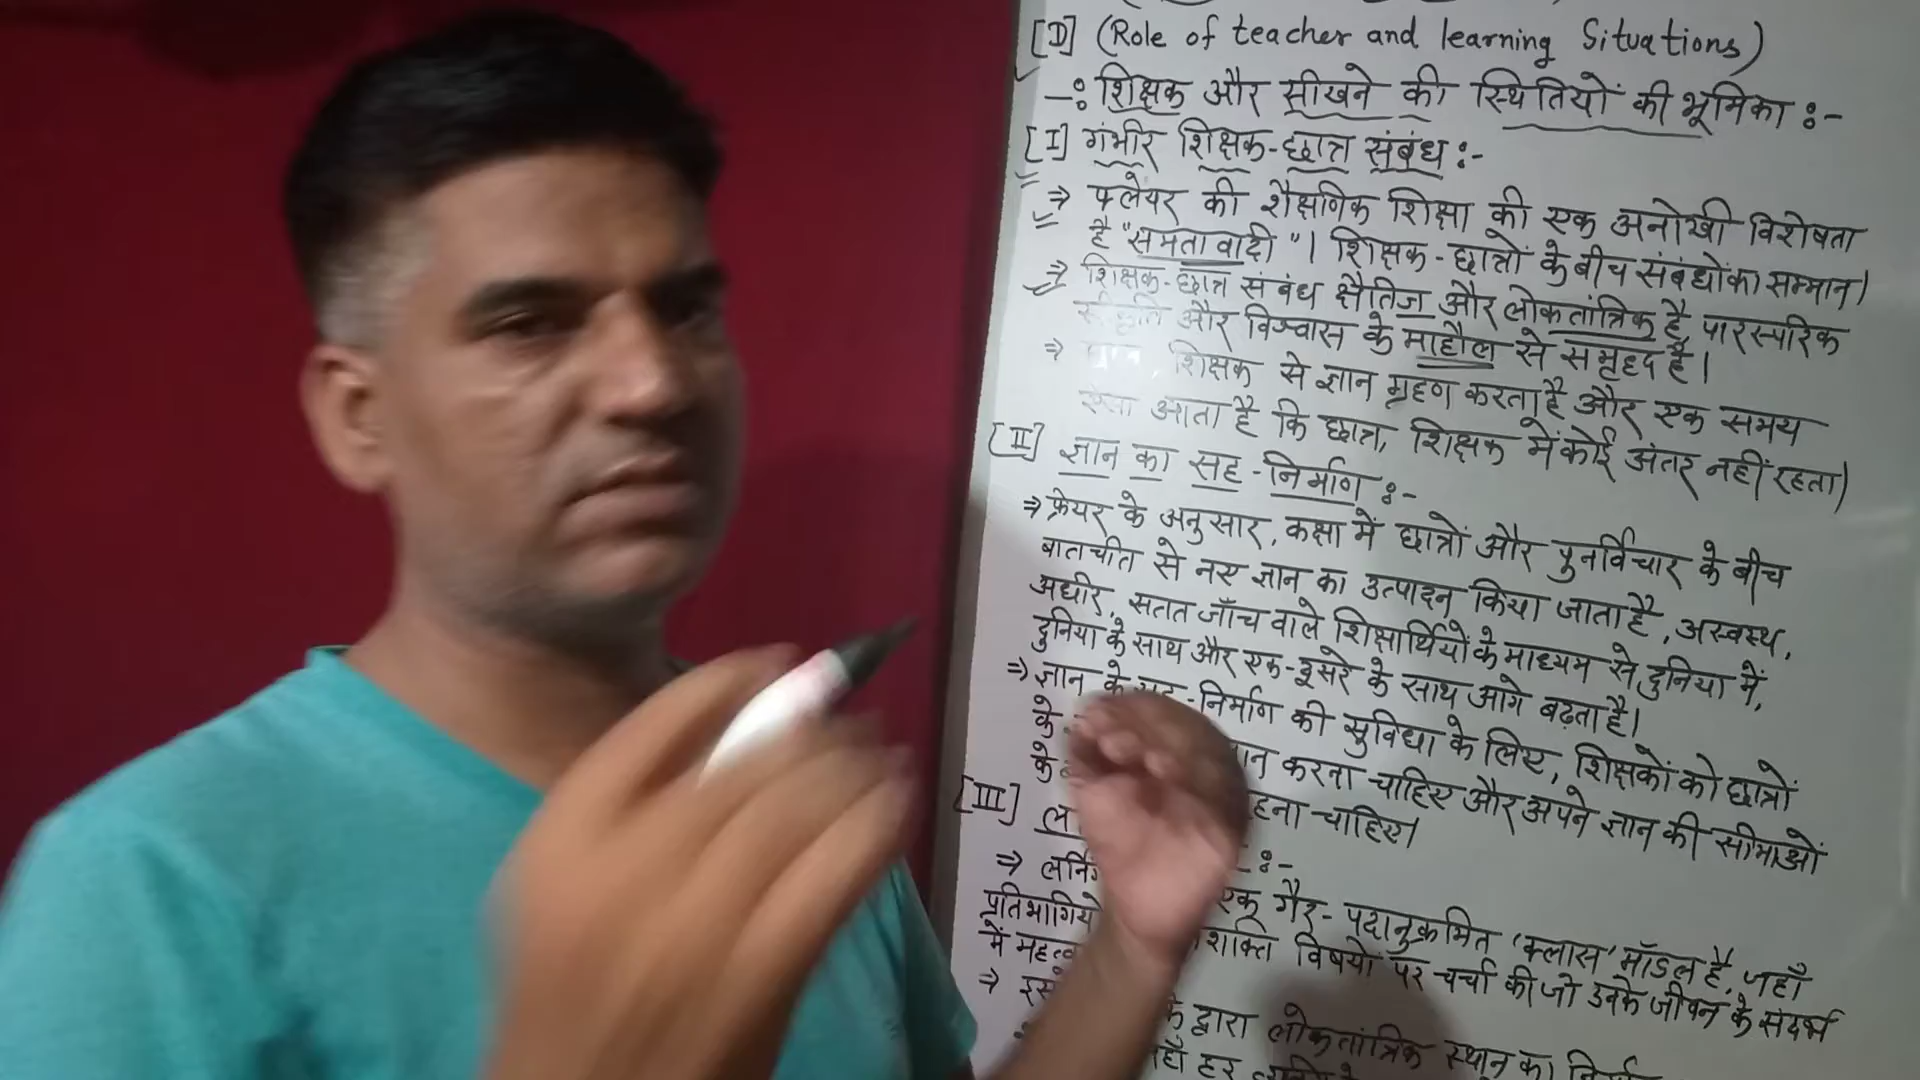 [D] (Role of teacher and learning Situations)
-: शिक्षक और सीखने की स्थितियों की भूमिका :-
[I] गंभीर शिक्षक-छात्र संबंध :-
⇒ फ्लेयर की शैक्षणिक शिक्षा की एक अनोखी विशेषता
है "समतावादी"। शिक्षक-छात्रों के बीच संबंधों का सम्मान।
⇒ शिक्षक-छात्र संबंध क्षैतिज और लोकतांत्रिक है पारस्परिक
और विश्वास के माहौल से समृद्ध है।
⇒ शिक्षक से ज्ञान ग्रहण करता है और एक समय
ऐसा आता है कि छात्र, शिक्षक में कोई अंतर नहीं रहता)
[II] ज्ञान का सह-निर्माण :-
⇒ फ्रेयर के अनुसार, कक्षा में छात्रों और पुनर्विचार के बीच
बातचीत से नए ज्ञान का उत्पादन किया जाता है, अस्वस्थ,
अधीर, सतत जाँच वाले शिक्षार्थियों के माध्यम से दुनिया में,
दुनिया के साथ और एक-दूसरे के साथ आगे बढ़ता है।
⇒ ज्ञान के सह-निर्माण की सुविधा के लिए, शिक्षकों को छात्रों
के करना चाहिए और अपने ज्ञान की सीमाओं
के चाहिए।
[III]
⇒ एक गैर-पदानुक्रमित 'क्लास' मॉडल है, जहाँ
शक्ति विषयों पर चर्चा की जो उनके जीवन के संदर्भ
में
⇒ के द्वारा लोकतांत्रिक स्थान का
हर